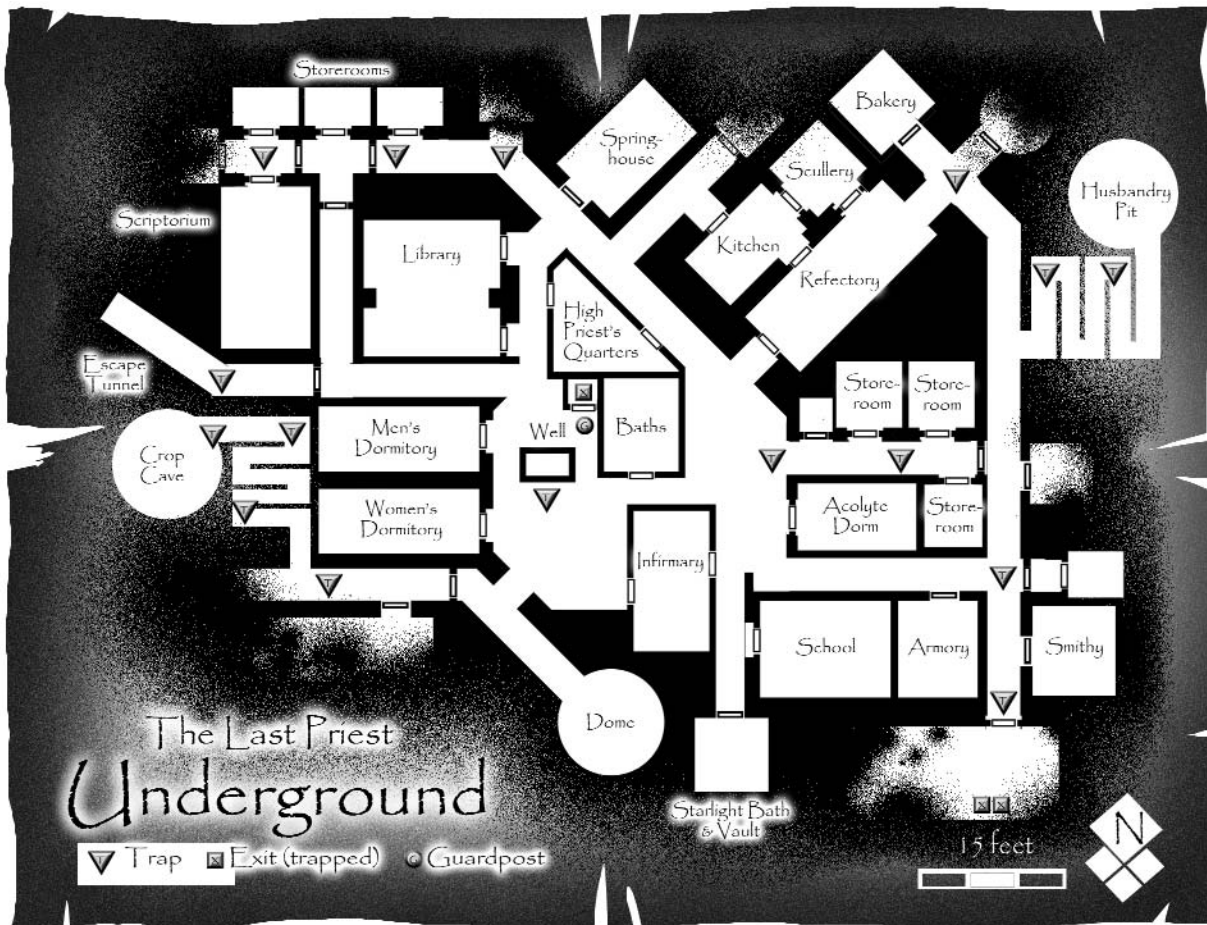 Storerooms
Bakery
Spring-
house
Scullery
Husbandry
Pit
Scriptorium
Library
Kitchen
Refectory
High
Priest's
Quarters
Escape
Tunnel
Store-
room
Store-
room
Men's
Dormitory
Well
Baths
Crop
Cave
Women's
Dormitory
Acolyte
Dorm
Store-
room
Infirmary
School
Armory
Smithy
Dome
The Last Priest
Underground
Starlight Bath
& Vault
T Trap
X Exit (trapped)
G Guardpost
15 feet
N
T
T
T
T
T
T
T
X
G
T
T
T
T
T
T
T
T
T
T
X
X